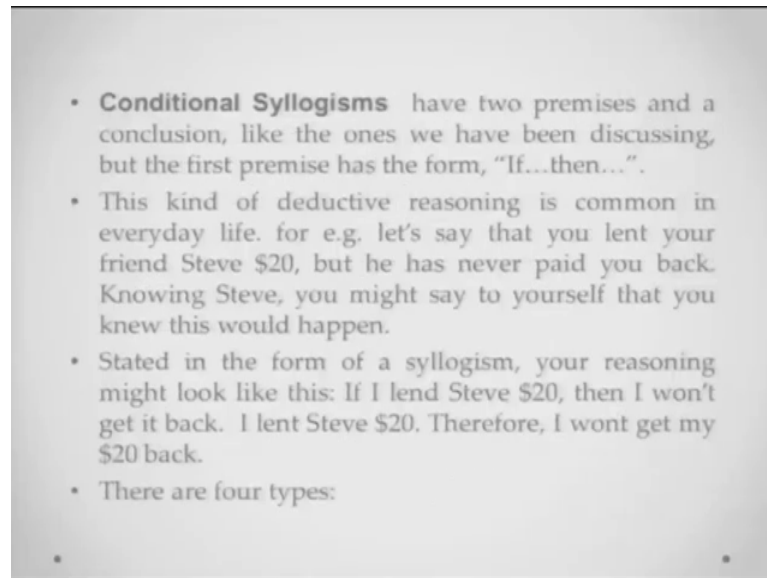 • Conditional Syllogisms have two premises and a
conclusion, like the ones we have been discussing,
but the first premise has the form, “If...then...”.
• This kind of deductive reasoning is common in
everyday life. for e.g. let's say that you lent your
friend Steve $20, but he has never paid you back.
Knowing Steve, you might say to yourself that you
knew this would happen.
• Stated in the form of a syllogism, your reasoning
might look like this: If I lend Steve $20, then I won't
get it back. I lent Steve $20. Therefore, I wont get my
$20 back.
• There are four types: